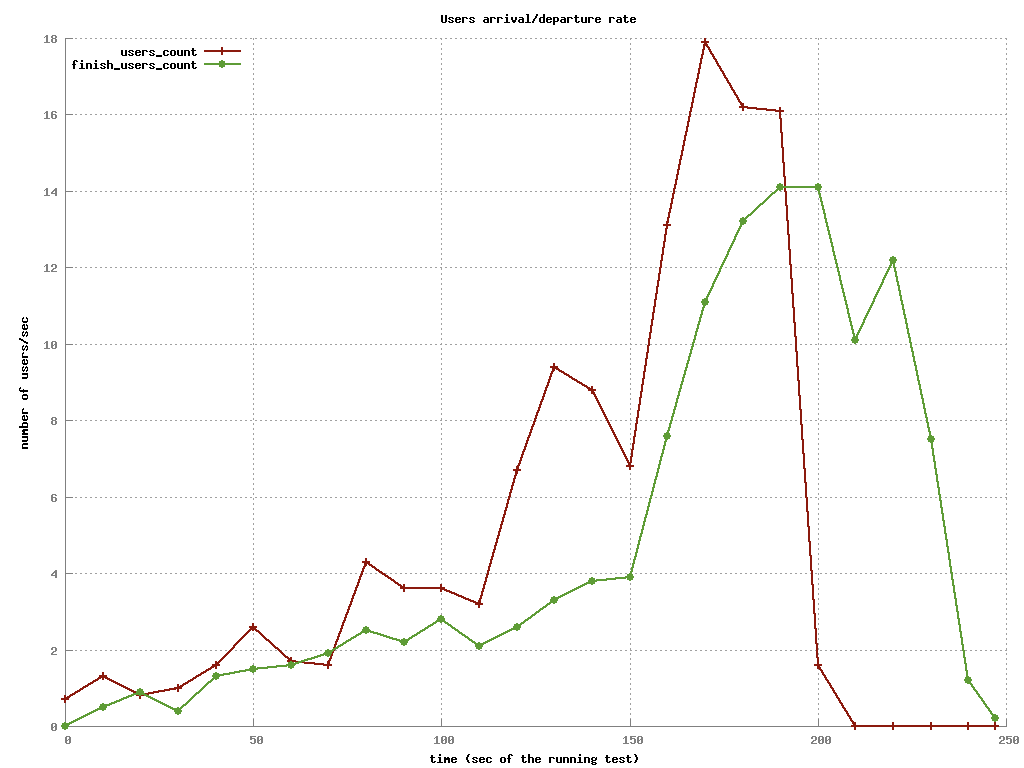 Users arrival/departure rate
users_count
finish_users_count
18
16
14
12
10
8
6
4
2
0
number of users/sec
0 50 100 150 200 250
time (sec of the running test)